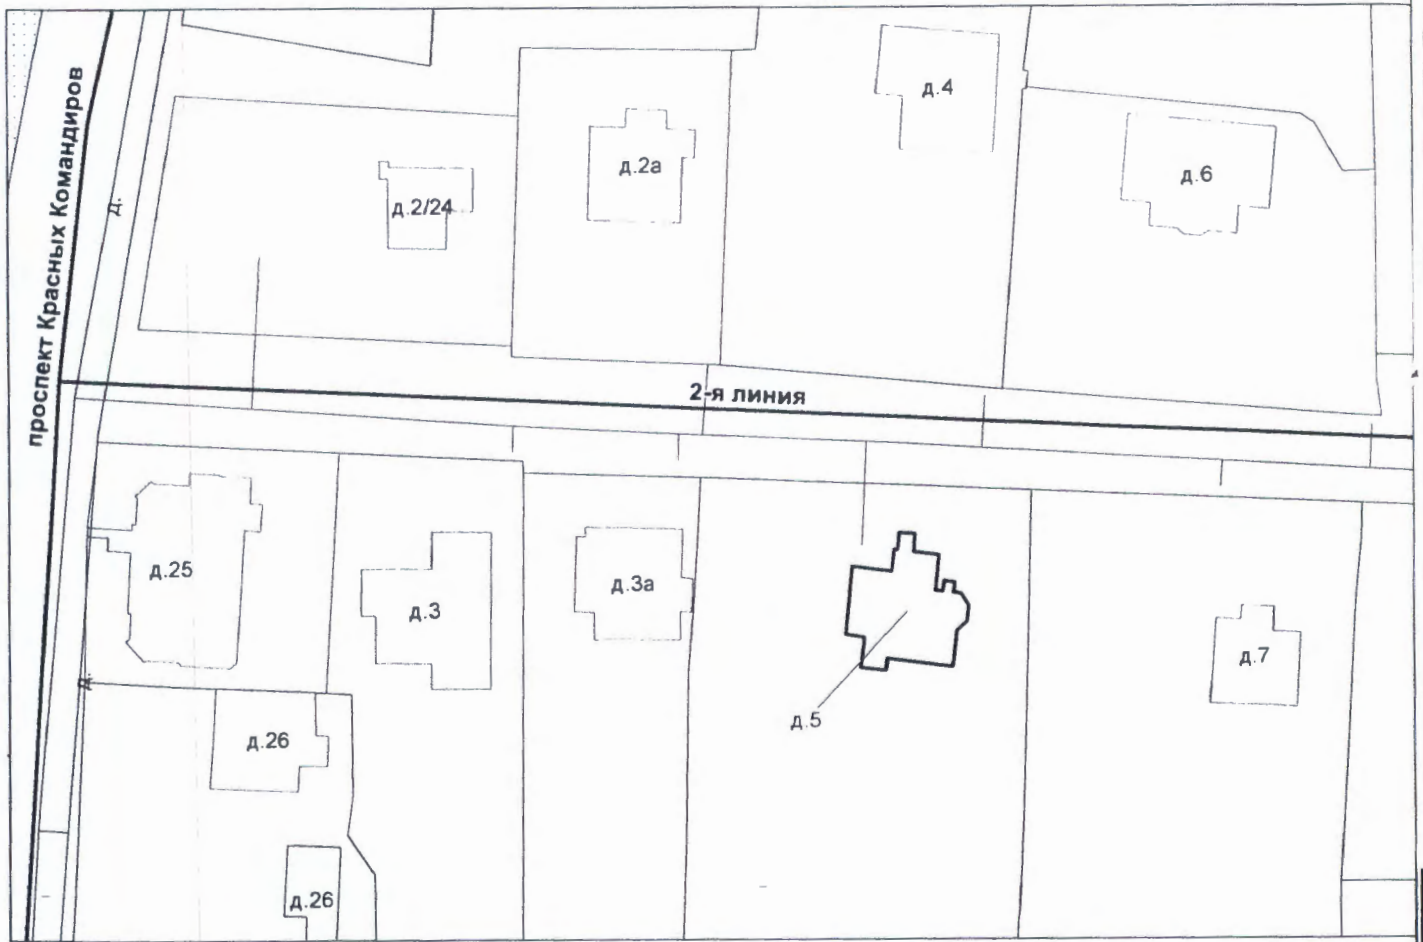 д.4
д.2а
д.6
д.2/24
д.
проспект Красных Командиров
2-я линия
д.25
д.3
д.3а
д.7
д.
д.5
д.26
д.26